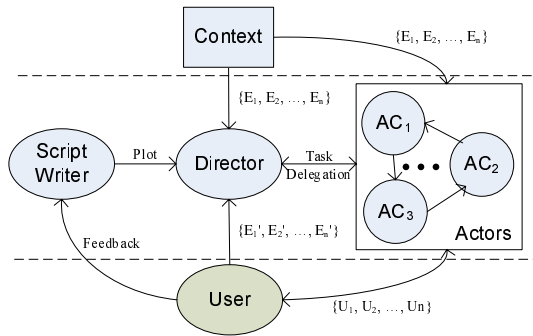 Context
{E₁, E₂, …, Eₙ}
{E₁, E₂, …, Eₙ}
Script
Writer
Plot
Director
Task
Delegation
AC₁
AC₂
AC₃
Actors
Feedback
{E₁', E₂', …, Eₙ'}
User
{U₁, U₂, …, Un}